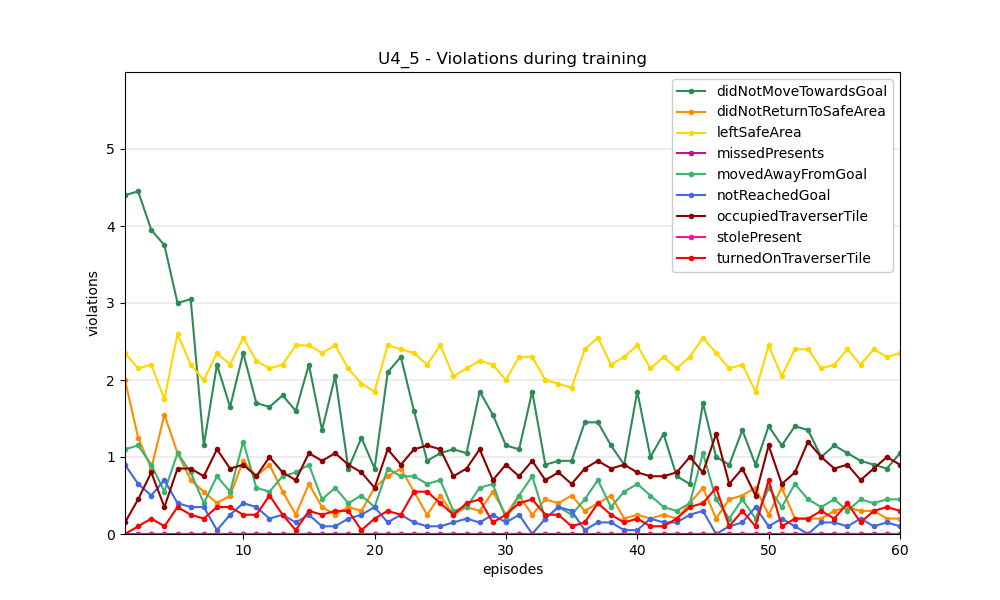 U4_5 - Violations during training
violations
5
4
3
2
1
0
10
20
30
40
50
60
episodes
didNotMoveTowardsGoal
didNotReturnToSafeArea
leftSafeArea
missedPresents
movedAwayFromGoal
notReachedGoal
occupiedTraverserTile
stolePresent
turnedOnTraverserTile